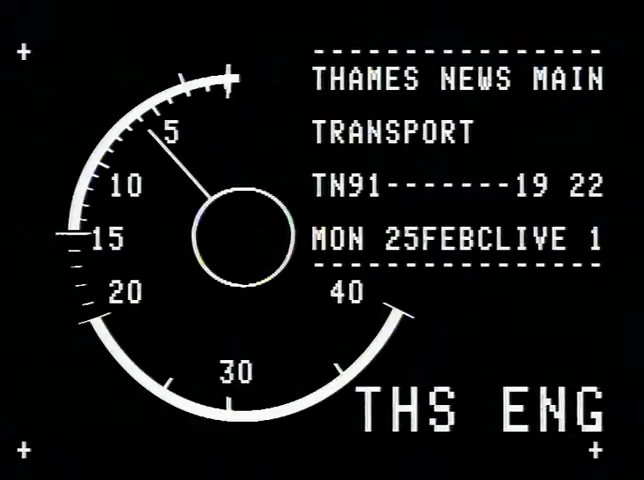 THAMES NEWS MAIN
TRANSPORT
TN91-------19 22
MON 25FEBCLIVE 1
5
10
15
20
30
40
THS ENG